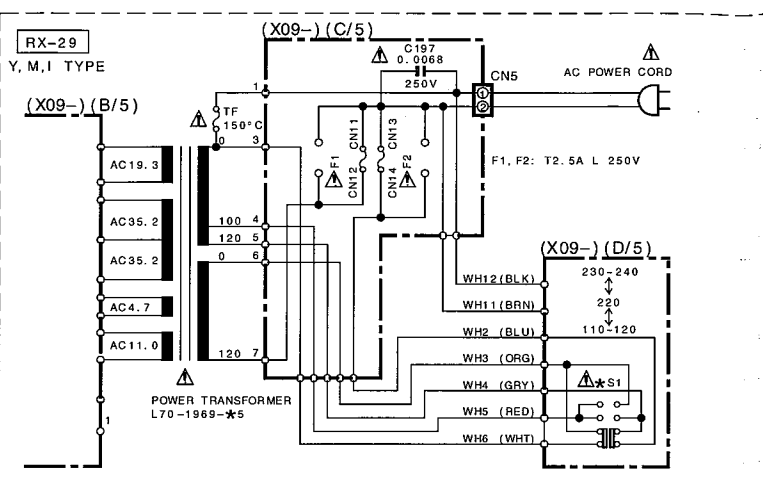 RX-29
Y, M, I TYPE
(X09-)(B/5)
(X09-)(C/5)
C197
0.0068
250V
CN5
1
2
AC POWER CORD
TF
150°C
1
0 3
100 4
120 5
0 6
120 7
AC19.3
AC35.2
AC35.2
AC4.7
AC11.0
1
POWER TRANSFORMER
L70-1969-*5
F1
CN11
CN12
CN13
CN14
F2
F1, F2: T2.5A L 250V
(X09-)(D/5)
230-240
220
110-120
WH12(BLK)
WH11(BRN)
WH2 (BLU)
WH3 (ORG)
WH4 (GRY)
WH5 (RED)
WH6 (WHT)
*S1